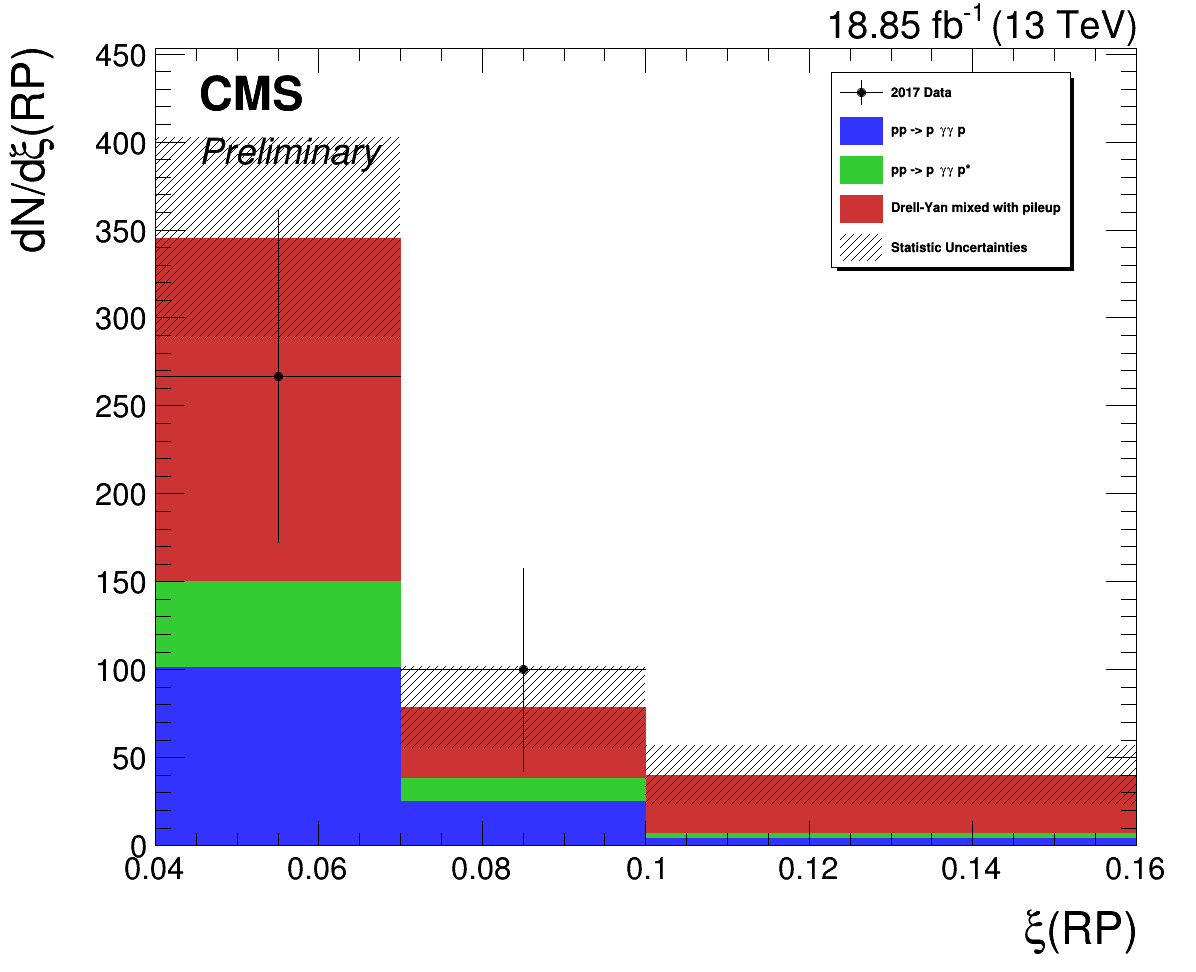 18.85 fb⁻¹ (13 TeV)
dN/dξ(RP)
CMS
Preliminary
2017 Data
pp -> p γγ p
pp -> p γγ p*
Drell-Yan mixed with pileup
Statistic Uncertainties
450
400
350
300
250
200
150
100
50
0
0.04 0.06 0.08 0.1 0.12 0.14 0.16
ξ(RP)